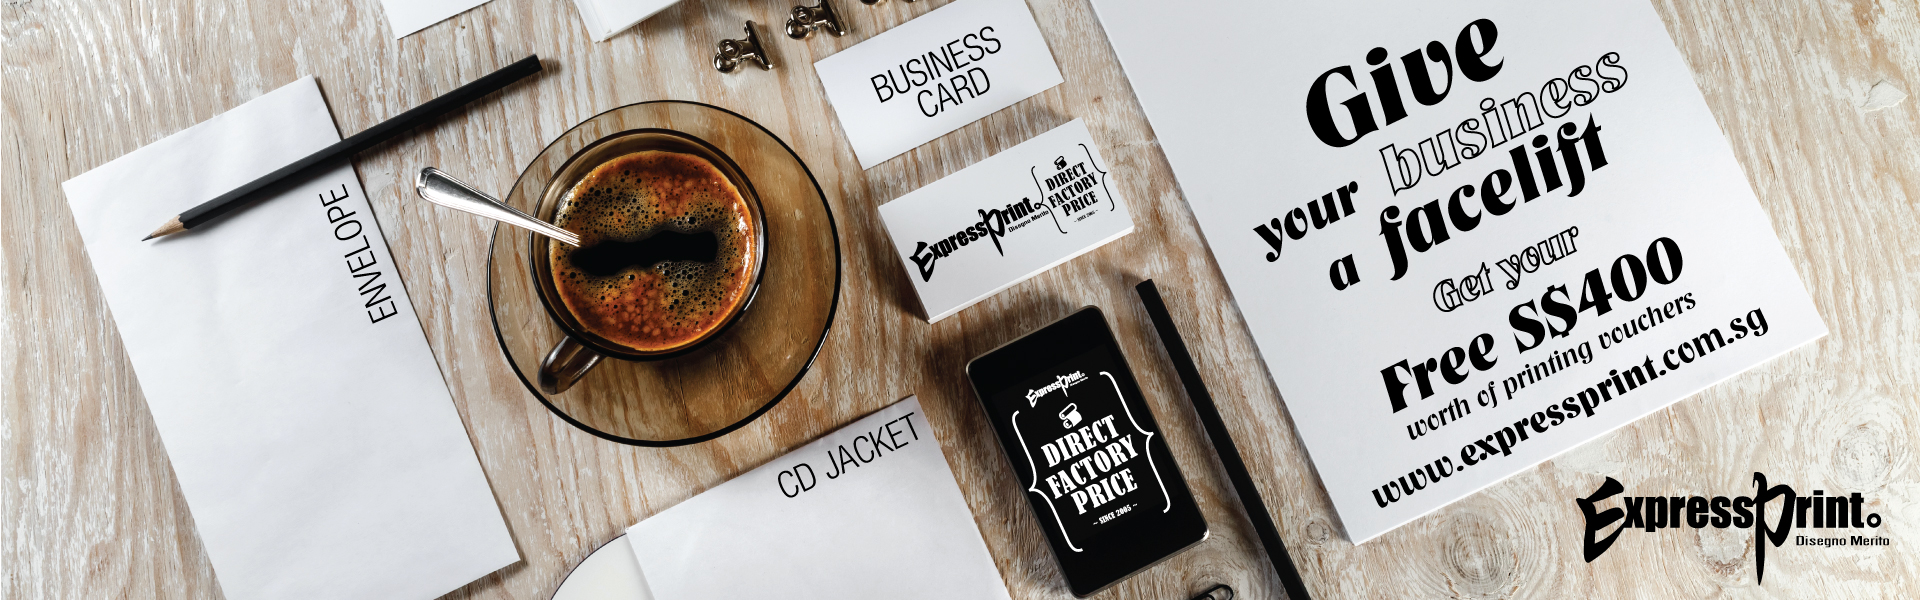 ENVELOPE
BUSINESS
CARD
ExpressPrint.
Disegno Merito
DIRECT
FACTORY
PRICE
~ SINCE 2005 ~
CD JACKET
ExpressPrint.
DIRECT
FACTORY
PRICE
~ SINCE 2005 ~
Give
business
your
a facelift
Get your
Free S$400
worth of printing vouchers
www.expressprint.com.sg
ExpressPrint.
Disegno Merito